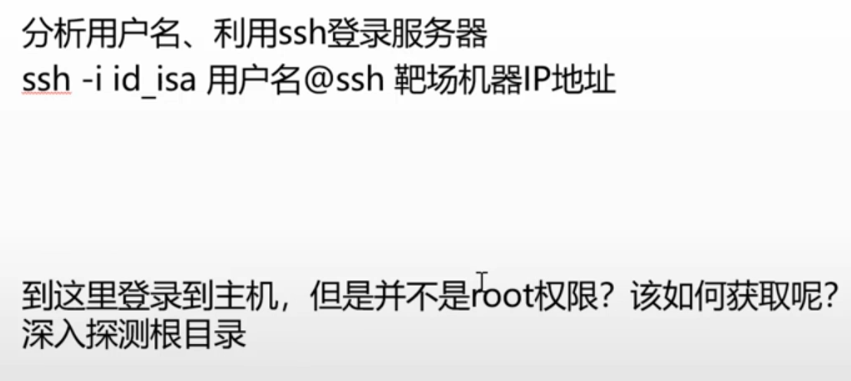 分析用户名、利用ssh登录服务器
ssh -i id_isa 用户名@ssh 靶场机器IP地址
到这里登录到主机，但是并不是root权限？该如何获取呢？
深入探测根目录